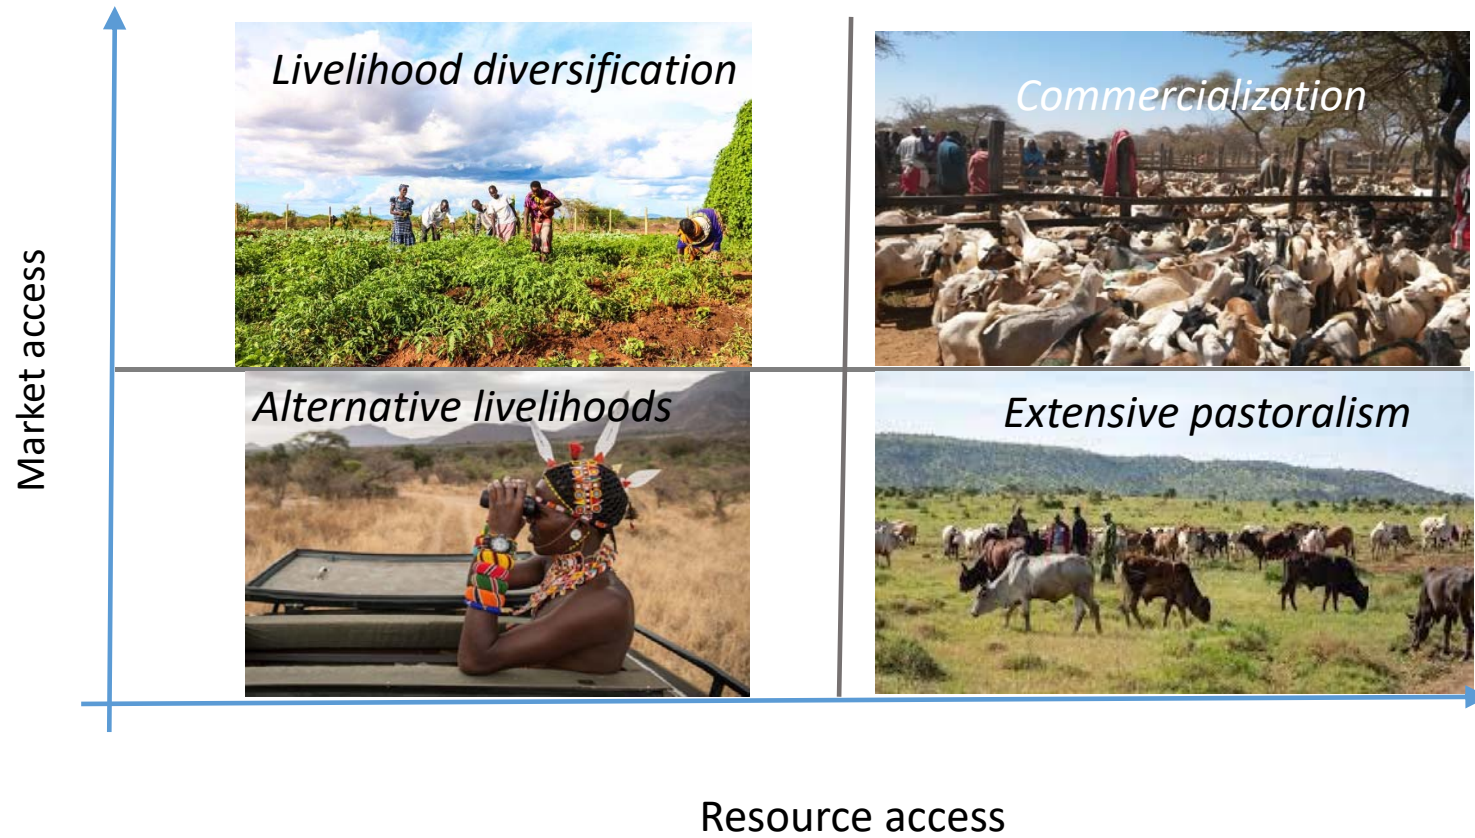 Livelihood diversification
Commercialization
Market access
Alternative livelihoods
Extensive pastoralism
Resource access